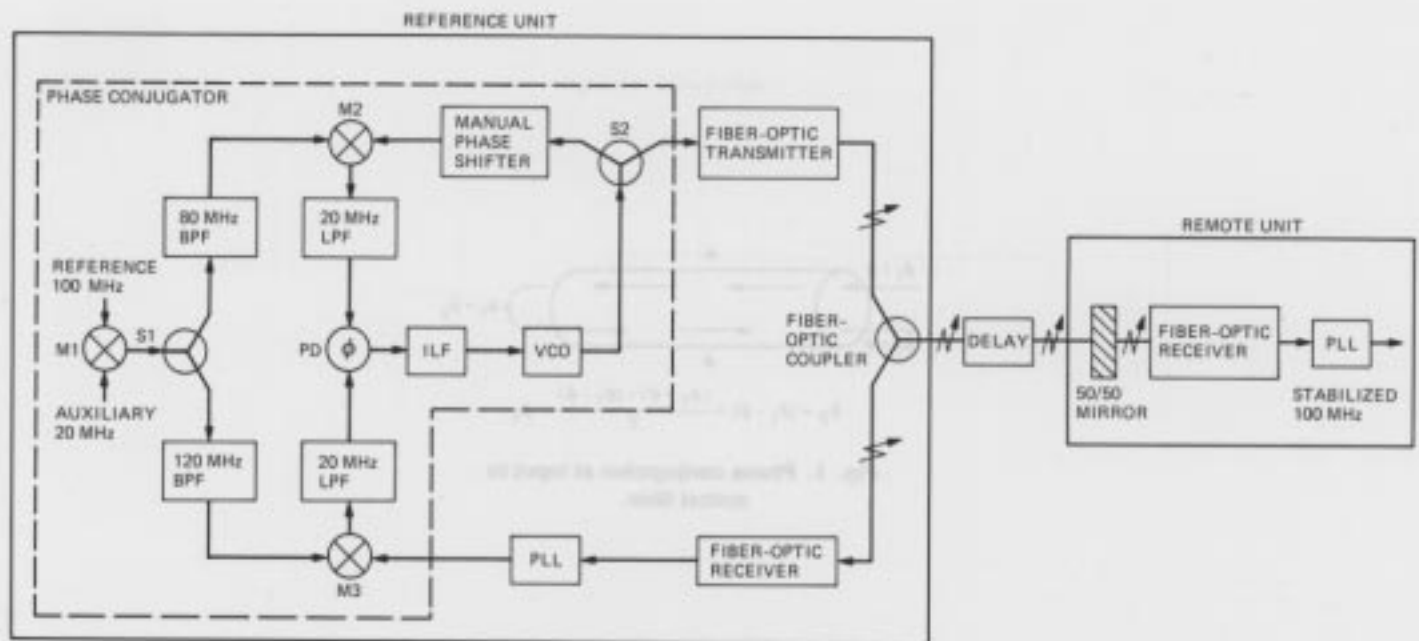 REFERENCE UNIT
PHASE CONJUGATOR
M2
MANUAL
PHASE
SHIFTER
S2
FIBER-OPTIC
TRANSMITTER
80 MHz
BPF
20 MHz
LPF
REMOTE UNIT
REFERENCE
100 MHz
M1
S1
AUXILIARY
20 MHz
PD
ϕ
ILF
VCO
FIBER-
OPTIC
COUPLER
DELAY
50/50
MIRROR
FIBER-OPTIC
RECEIVER
PLL
STABILIZED
100 MHz
120 MHz
BPF
20 MHz
LPF
M3
PLL
FIBER-OPTIC
RECEIVER